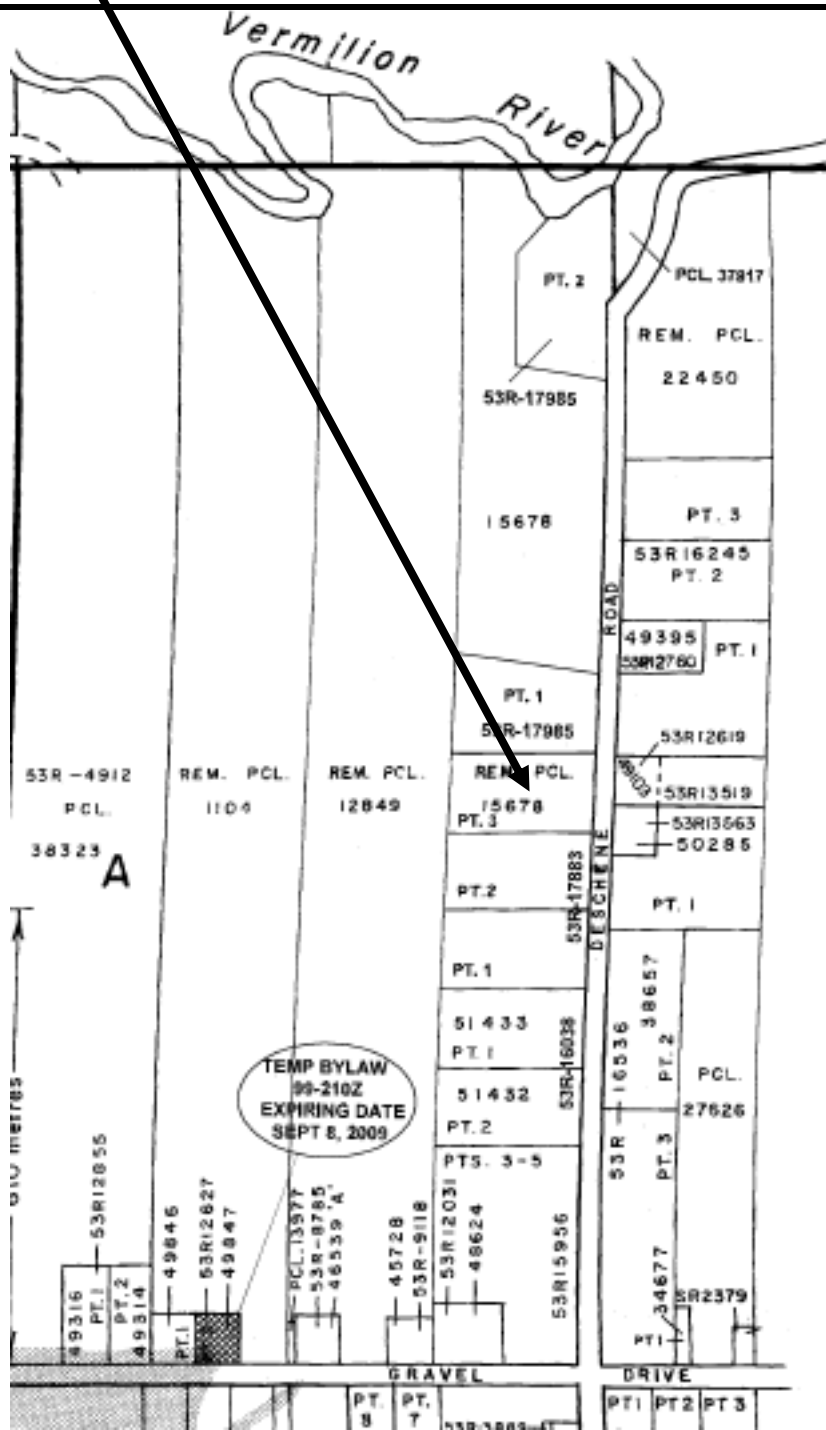 Vermilion
River
PT. 2
PCL. 37817
REM. PCL.
22450
53R-17985
15678
PT. 3
53R16245
PT. 2
ROAD
49395
53R12760
PT. 1
PT. 1
53R-17985
53R12619
49103
53R13519
53R13563
50285
PT. 1
53R-4912
PCL.
38323
A
REM. PCL.
1104
REM. PCL.
12849
REM. PCL.
15678
PT. 3
53R-17883
DESCHENE
PT.2
PT. 1
51433
PT. 1
53R-16038
51432
PT. 2
PTS. 3-5
53R15956
53R-16536
38657
PT. 2
PT. 3
PCL.
27626
TEMP BYLAW
99-210Z
EXPIRING DATE
SEPT 8, 2009
metres
53R12855
49316
PT.1
PT.2
49314
49846
PT.1
53R12627
49847
PCL.13977
53R-8785
46539 'A'
45728
53R-9118
53R12031
48624
34677
PT1
SR2379
GRAVEL DRIVE
PT. 8
PT. 7
PT1
PT2
PT3